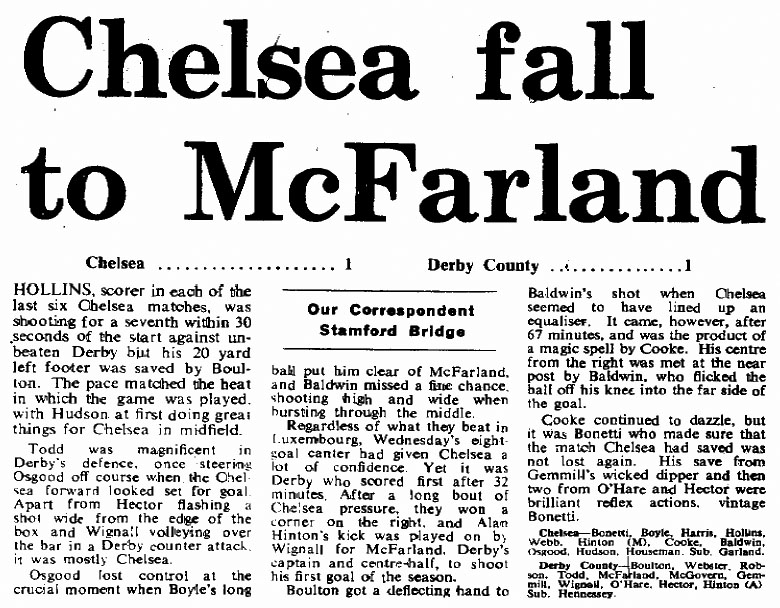 Chelsea fall
to McFarland
Chelsea .................... 1
Derby County ...............1
HOLLINS, scorer in each of the
last six Chelsea matches, was
shooting for a seventh within 30
seconds of the start against un-
beaten Derby but his 20 yard
left footer was saved by Boul-
ton. The pace matched the heat
in which the game was played,
with Hudson at first doing great
things for Chelsea in midfield.
Todd was magnificent in
Derby's defence, once steering
Osgood off course when the Chel-
sea forward looked set for goal.
Apart from Hector flashing a
shot wide from the edge of the
box and Wignall volleying over
the bar in a Derby counter attack,
it was mostly Chelsea.
Osgood lost control at the
crucial moment when Boyle's long
Our Correspondent
Stamford Bridge
ball put him clear of McFarland,
and Baldwin missed a fine chance,
shooting high and wide when
bursting through the middle.
Regardless of what they beat in
Luxembourg, Wednesday's eight-
goal canter had given Chelsea a
lot of confidence. Yet it was
Derby who scored first after 32
minutes. After a long bout of
Chelsea pressure, they won a
corner on the right, and Alan
Hinton's kick was played on by
Wignall for McFarland, Derby's
captain and centre-half, to shoot
his first goal of the season.
Boulton got a deflecting hand to
Baldwin's shot when Chelsea
seemed to have lined up an
equaliser. It came, however, after
67 minutes, and was the product of
a magic spell by Cooke. His centre
from the right was met at the near
post by Baldwin, who flicked the
ball off his knee into the far side of
the goal.
Cooke continued to dazzle, but
it was Bonetti who made sure that
the match Chelsea had saved was
not lost again. His save from
Gemmill's wicked dipper and then
two from O'Hare and Hector were
brilliant reflex actions, vintage
Bonetti.
Chelsea—Bonetti, Boyle, Harris, Hollins,
Webb, Hinton (M), Cooke, Baldwin,
Osgood, Hudson, Houseman. Sub. Garland.
Derby County—Boulton, Webster, Rob-
son, Todd, McFarland, McGovern, Gem-
mill, Wignall, O'Hare, Hector, Hinton (A)
Sub. Hennessey.